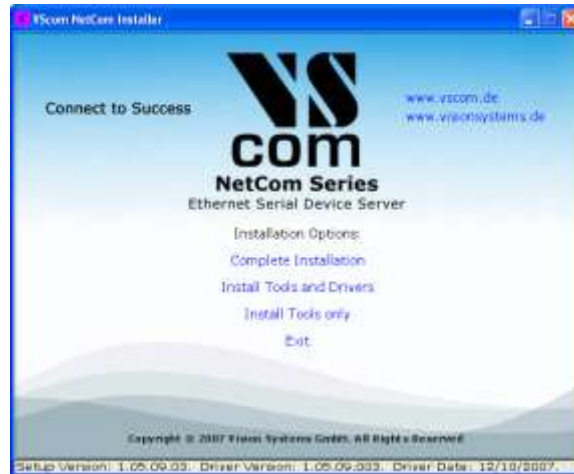 VScom NetCom Installer
Connect to Success
VS
com
www.vscom.de
www.visionsystems.de
NetCom Series
Ethernet Serial Device Server
Installation Options:
Complete Installation
Install Tools and Drivers
Install Tools only
Exit
Copyright © 2007 Vision Systems GmbH. All Rights Reserved
Setup Version: 1.05.09.03. Driver Version: 1.05.09.003. Driver Date: 12/10/2007.